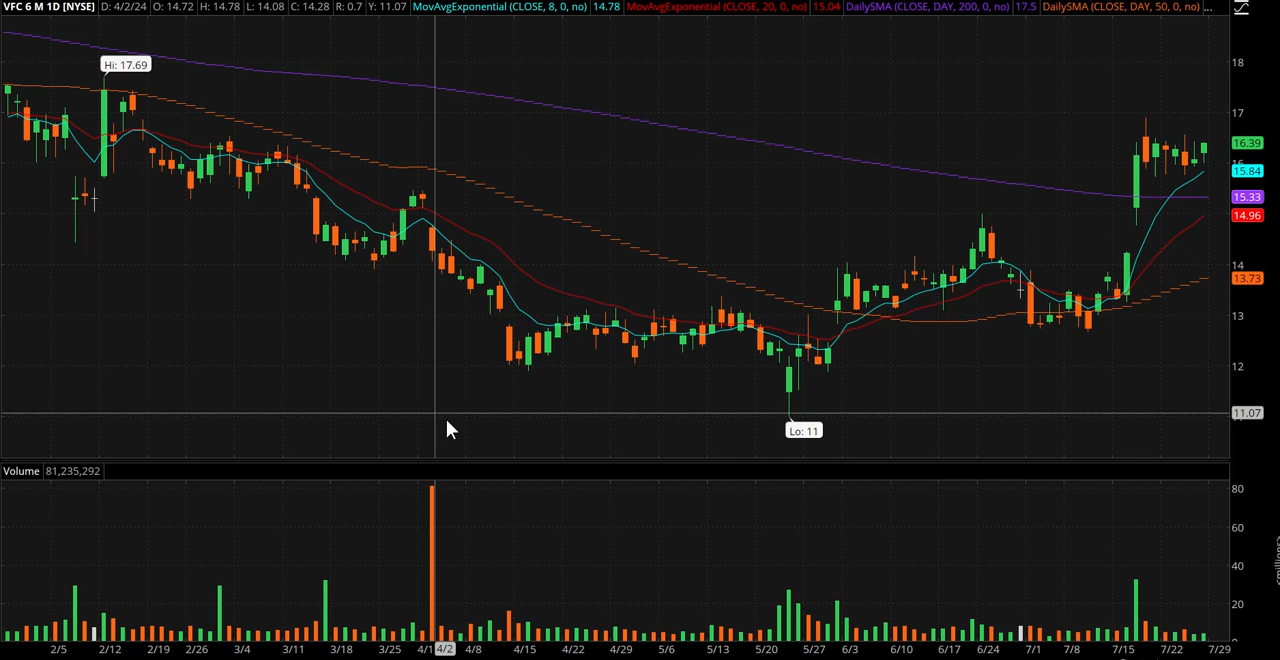 VFC 6 M 1D [NYSE] D: 4/2/24 O: 14.72 H: 14.78 L: 14.08 C: 14.28 R: 0.7 Y: 11.07 MovAvgExponential (CLOSE, 8, 0, no) 14.78 MovAvgExponential (CLOSE, 20, 0, no) 15.04 DailySMA (CLOSE, DAY, 200, 0, no) 17.5 DailySMA (CLOSE, DAY, 50, 0, no) ...
Hi: 17.69
18
17
16.39
16
15.84
15.33
14.96
14
13.73
13
12
11.07
Lo: 11
Volume 81,235,292
80
60
40
20
0
<millions>
2/5 2/12 2/19 2/26 3/4 3/11 3/18 3/25 4/1 4/2 4/8 4/15 4/22 4/29 5/6 5/13 5/20 5/27 6/3 6/10 6/17 6/24 7/1 7/8 7/15 7/22 7/29